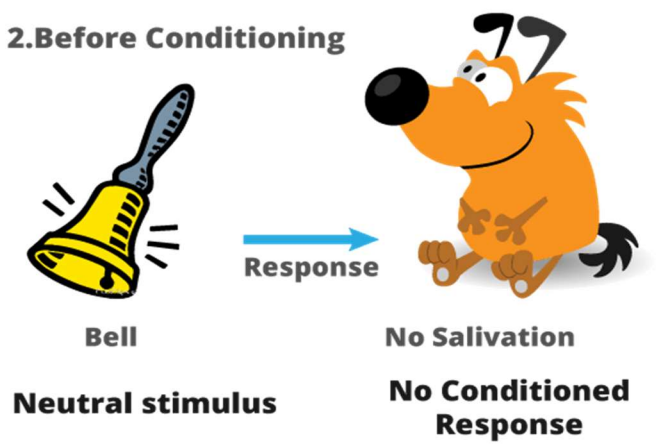 2.Before Conditioning
Response
Bell
No Salivation
Neutral stimulus
No Conditioned
Response